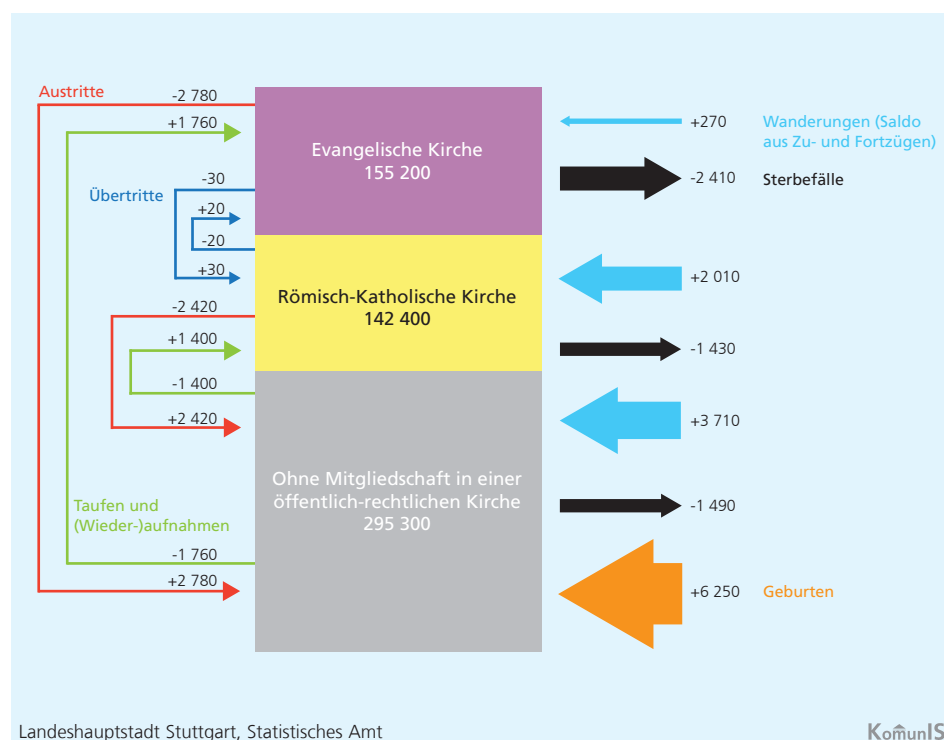 Austritte
-2 780
+1 760
Übertritte
-30
+20
-20
+30
-2 420
+1 400
-1 400
+2 420
Taufen und
(Wieder-)aufnahmen
-1 760
+2 780
Evangelische Kirche
155 200
Römisch-Katholische Kirche
142 400
Ohne Mitgliedschaft in einer
öffentlich-rechtlichen Kirche
295 300
+270
Wanderungen (Saldo
aus Zu- und Fortzügen)
-2 410
Sterbefälle
+2 010
-1 430
+3 710
-1 490
+6 250
Geburten
Landeshauptstadt Stuttgart, Statistisches Amt
KomunIS